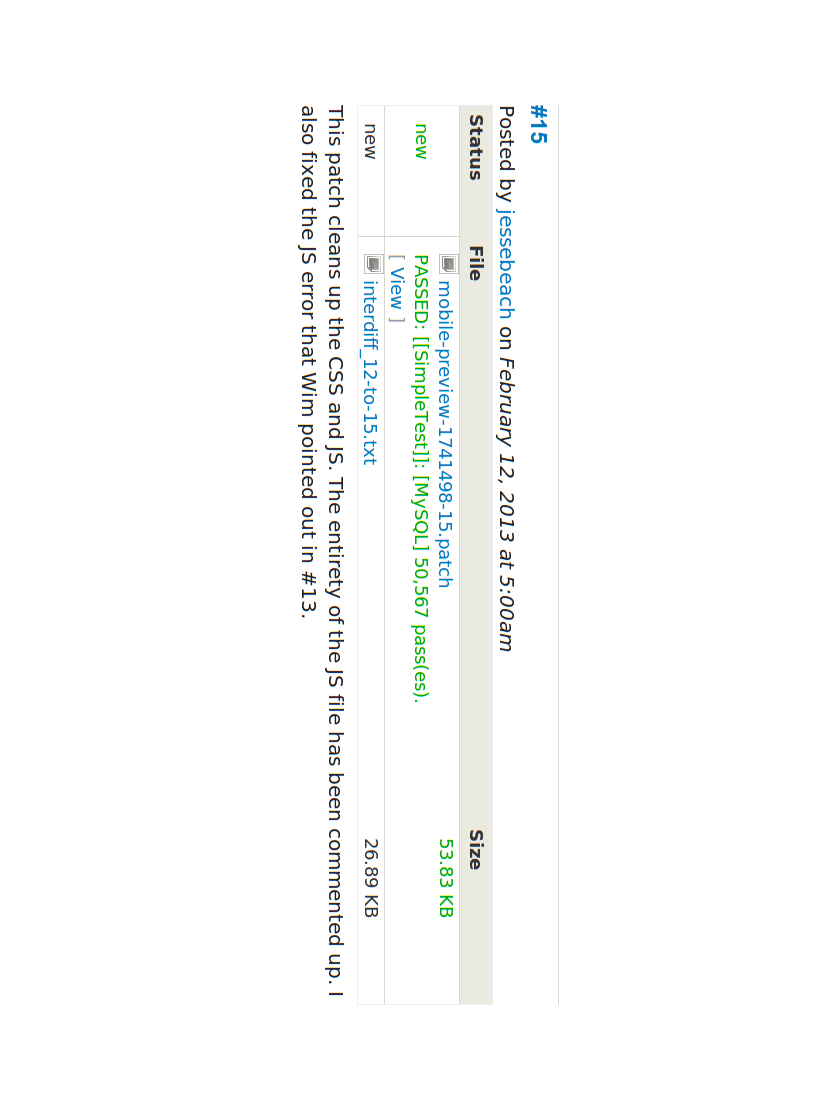 #15
Posted by jessebeach on February 12, 2013 at 5:00am
Status File Size
new mobile-preview-1741498-15.patch 53.83 KB
PASSED: [[SimpleTest]]: [MySQL] 50,567 pass(es).
[ View ]
new interdiff_12-to-15.txt 26.89 KB
This patch cleans up the CSS and JS. The entirety of the JS file has been commented up. I
also fixed the JS error that Wim pointed out in #13.